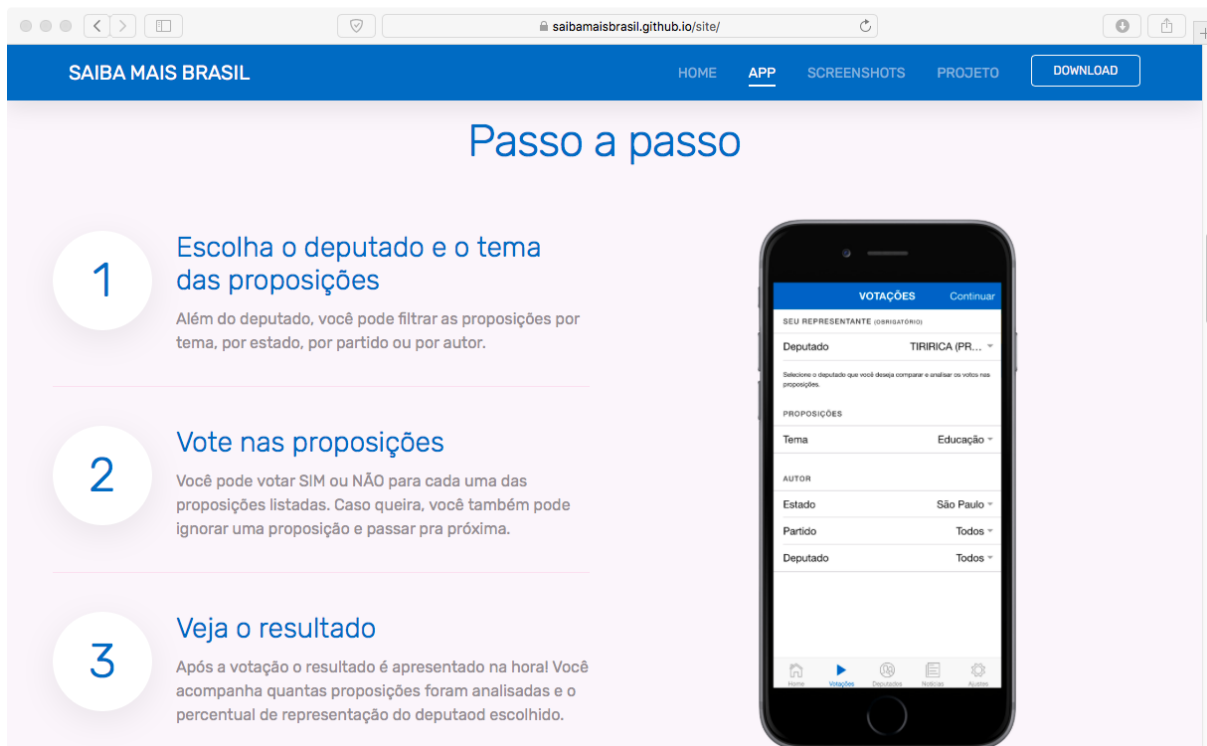 saibamaisbrasil.github.io/site/
SAIBA MAIS BRASIL
HOME APP SCREENSHOTS PROJETO DOWNLOAD
Passo a passo
1
Escolha o deputado e o tema
das proposições
Além do deputado, você pode filtrar as proposições por
tema, por estado, por partido ou por autor.
2
Vote nas proposições
Você pode votar SIM ou NÃO para cada uma das
proposições listadas. Caso queira, você também pode
ignorar uma proposição e passar pra próxima.
3
Veja o resultado
Após a votação o resultado é apresentado na hora! Você
acompanha quantas proposições foram analisadas e o
percentual de representação do deputaod escolhido.
VOTAÇÕES Continuar
SEU REPRESENTANTE (OBRIGATÓRIO)
Deputado TIRIRICA (PR...
Selecione o deputado que você deseja comparar e analisar os votos nas
proposições.
PROPOSIÇÕES
Tema Educação
AUTOR
Estado São Paulo
Partido Todos
Deputado Todos
Home Votações Deputados Notícias Ajustes